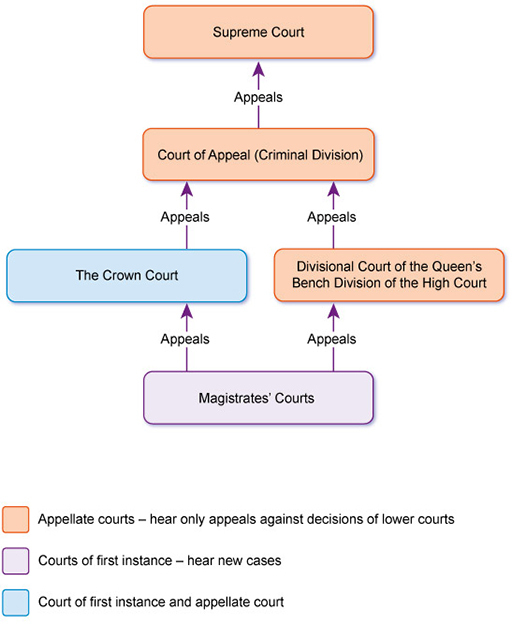 Supreme Court
Appeals
Court of Appeal (Criminal Division)
Appeals
Appeals
The Crown Court
Divisional Court of the Queen's
Bench Division of the High Court
Appeals
Appeals
Magistrates' Courts
Appellate courts – hear only appeals against decisions of lower courts
Courts of first instance – hear new cases
Court of first instance and appellate court